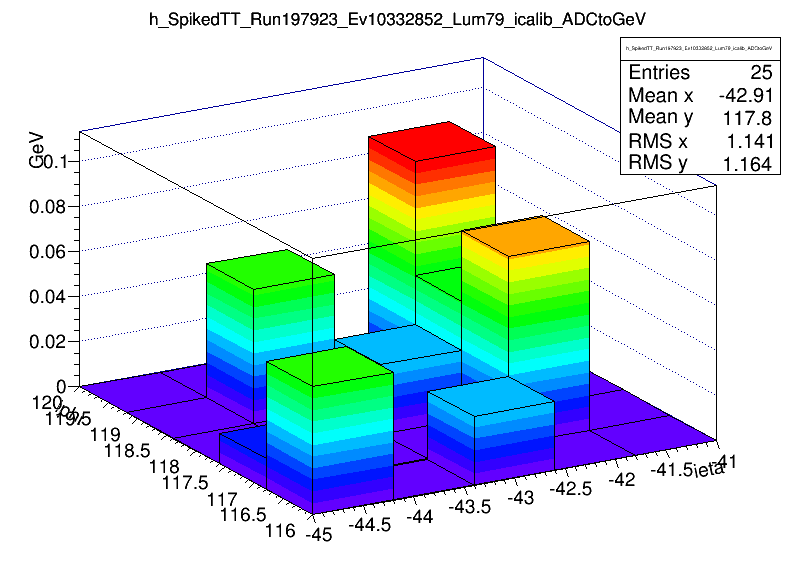 h_SpikedTT_Run197923_Ev10332852_Lum79_icalib_ADCtoGeV
h_SpikedTT_Run197923_Ev10332852_Lum79_icalib_ADCtoGeV
Entries 25
Mean x -42.91
Mean y 117.8
RMS x 1.141
RMS y 1.164
GeV
0.1
0.08
0.06
0.04
0.02
0
120
119.5
119
118.5
118
117.5
117
116.5
116
iphi
-45
-44.5
-44
-43.5
-43
-42.5
-42
-41.5
-41
ieta